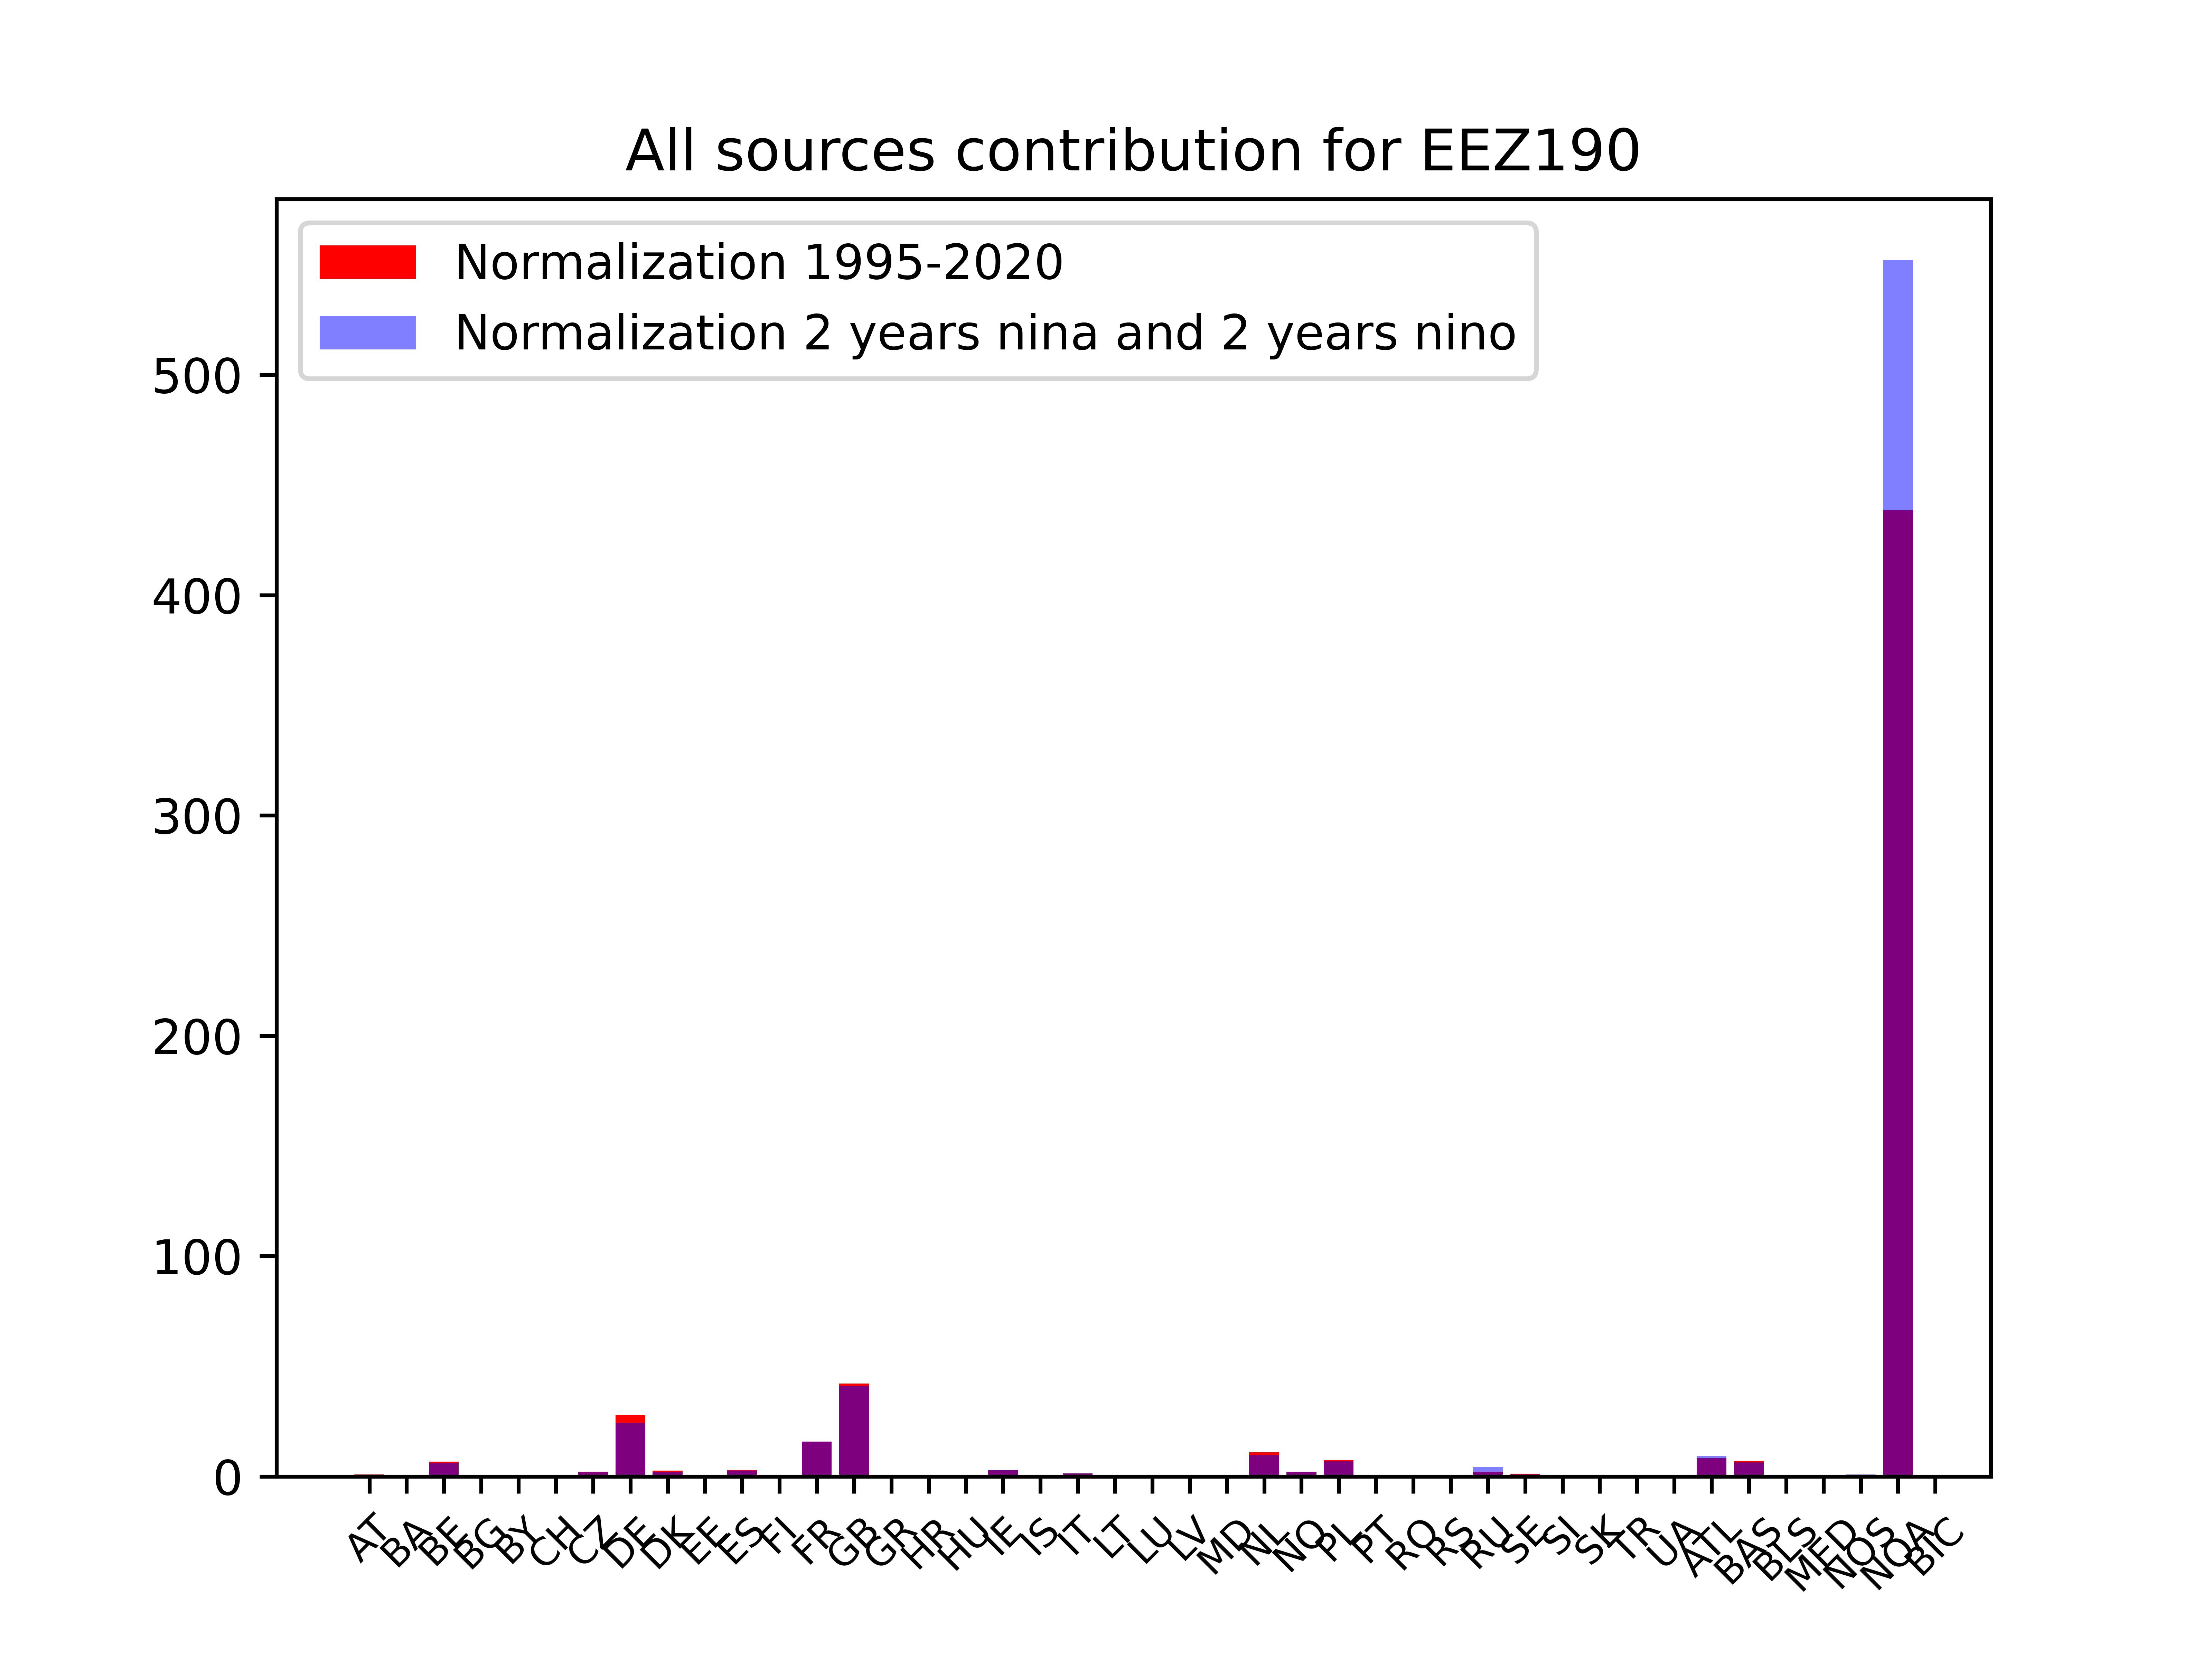 All sources contribution for EEZ190
Normalization 1995-2020
Normalization 2 years nina and 2 years nino
500
400
300
200
100
0
AT
BA
BE
BG
BY
CH
CZ
DE
DK
EE
ES
FI
FR
GB
GR
HR
HU
IE
IS
IT
LT
LU
LV
MD
NL
NO
PL
PT
RO
RS
RU
SE
SI
SK
TR
UA
ATL
BAS
BLS
MED
NOS
NOA
BIC